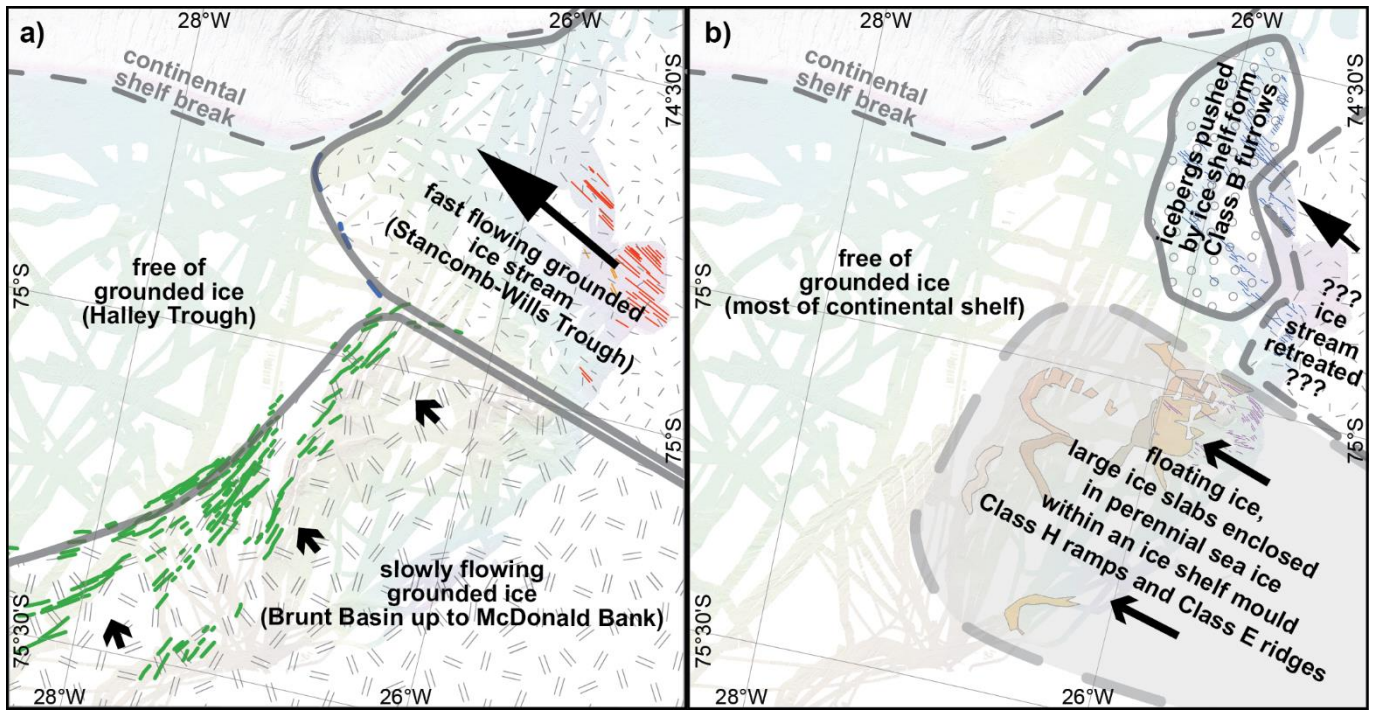 a)
28°W
26°W
continental
shelf break
74°30'S
fast flowing grounded
ice stream
(Stancomb-Wills Trough)
75°S
free of
grounded ice
(Halley Trough)
75°S
slowly flowing
grounded ice
(Brunt Basin up to McDonald Bank)
75°30'S
28°W
26°W
b)
28°W
26°W
continental
shelf break
74°30'S
icebergs pushed
by ice shelf form
Class B furrows
75°S
free of
grounded ice
(most of continental shelf)
???
ice
stream
retreated
???
75°S
floating ice,
large ice slabs enclosed
in perennial sea ice
within an ice shelf mould
Class H ramps and Class E ridges
75°30'S
28°W
26°W